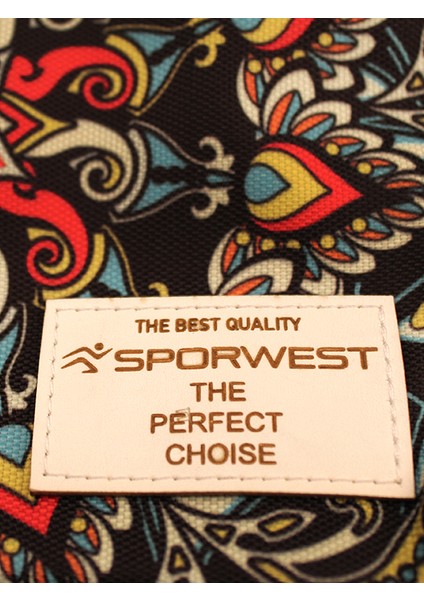 THE BEST QUALITY
SPORWEST
THE
PERFECT
CHOISE